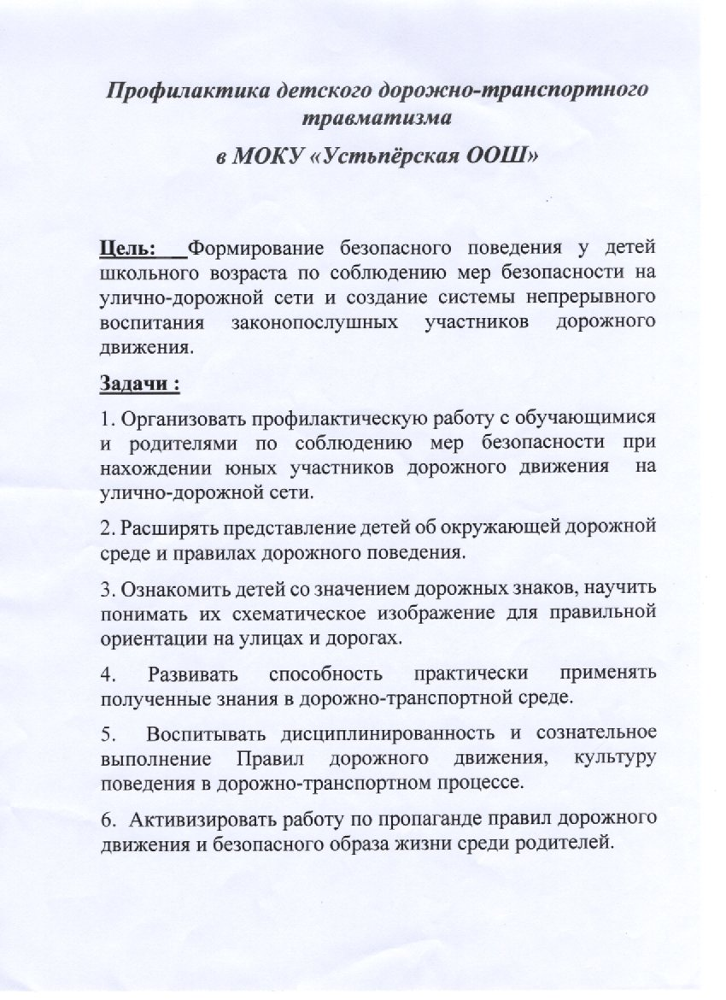 Профилактика детского дорожно-транспортного
травматизма
в МОКУ «Устьпёрская ООШ»
Цель: Формирование безопасного поведения у детей
школьного возраста по соблюдению мер безопасности на
улично-дорожной сети и создание системы непрерывного
воспитания законопослушных участников дорожного
движения.
Задачи :
1. Организовать профилактическую работу с обучающимися
и родителями по соблюдению мер безопасности при
нахождении юных участников дорожного движения на
улично-дорожной сети.
2. Расширять представление детей об окружающей дорожной
среде и правилах дорожного поведения.
3. Ознакомить детей со значением дорожных знаков, научить
понимать их схематическое изображение для правильной
ориентации на улицах и дорогах.
4. Развивать способность практически применять
полученные знания в дорожно-транспортной среде.
5. Воспитывать дисциплинированность и сознательное
выполнение Правил дорожного движения, культуру
поведения в дорожно-транспортном процессе.
6. Активизировать работу по пропаганде правил дорожного
движения и безопасного образа жизни среди родителей.